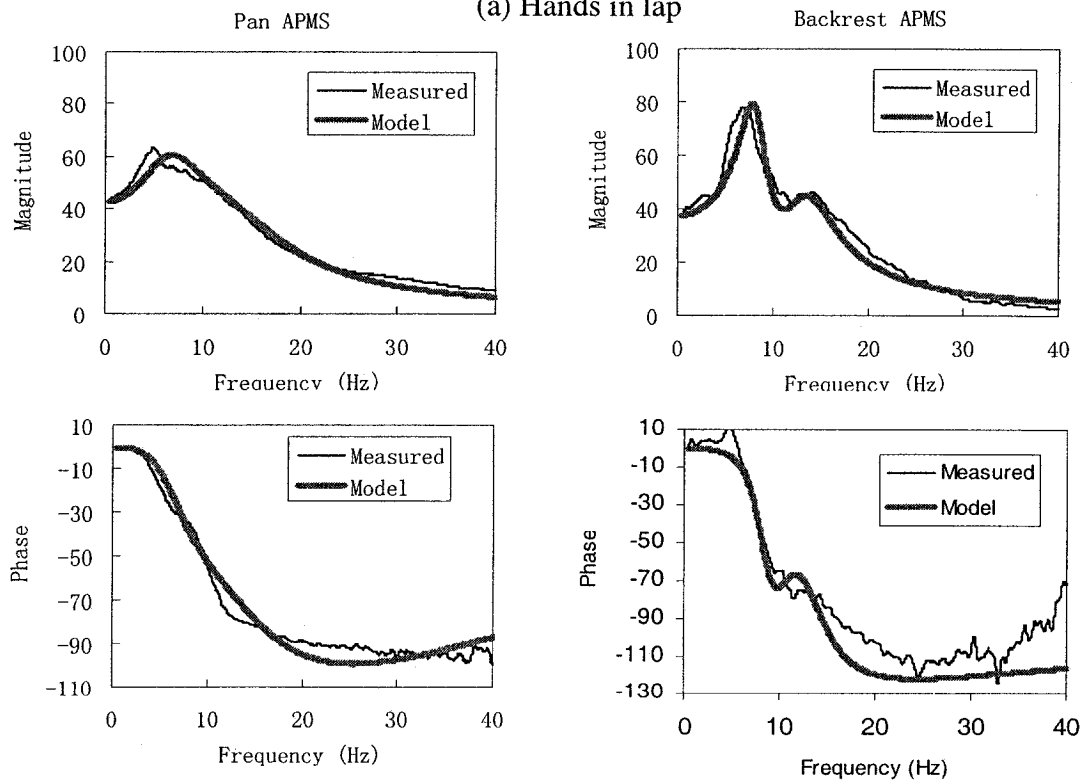 (a) Hands in lap
Pan APMS
Backrest APMS
100
80
60
40
20
0
Magnitude
Measured
Model
0 10 20 30 40
Frequency (Hz)
100
80
60
40
20
0
Magnitude
Measured
Model
0 10 20 30 40
Frequency (Hz)
10
-10
-30
-50
-70
-90
-110
Phase
Measured
Model
0 10 20 30 40
Frequency (Hz)
10
-10
-30
-50
-70
-90
-110
-130
Phase
Measured
Model
0 10 20 30 40
Frequency (Hz)